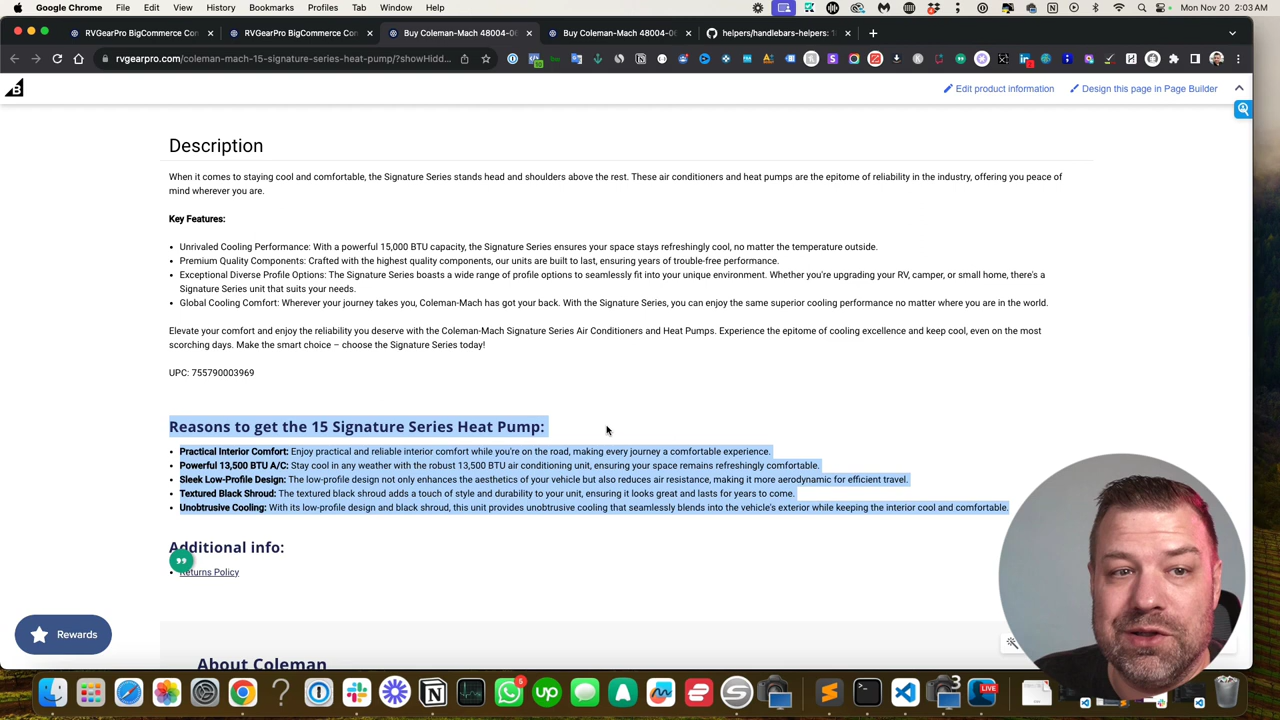 Google Chrome File Edit View History Bookmarks Profiles Tab Window Help
Mon Nov 20 2:03 AM
RVGearPro BigCommerce Con
RVGearPro BigCommerce Con
Buy Coleman-Mach 48004-0
Buy Coleman-Mach 48004-0
helpers/handlebars-helpers: 1
rvgearpro.com/coleman-mach-15-signature-series-heat-pump/?showHidd...
Edit product information
Design this page in Page Builder
Description
When it comes to staying cool and comfortable, the Signature Series stands head and shoulders above the rest. These air conditioners and heat pumps are the epitome of reliability in the industry, offering you peace of
mind wherever you are.
Key Features:
• Unrivaled Cooling Performance: With a powerful 15,000 BTU capacity, the Signature Series ensures your space stays refreshingly cool, no matter the temperature outside.
• Premium Quality Components: Crafted with the highest quality components, our units are built to last, ensuring years of trouble-free performance.
• Exceptional Diverse Profile Options: The Signature Series boasts a wide range of profile options to seamlessly fit into your unique environment. Whether you're upgrading your RV, camper, or small home, there's a
Signature Series unit that suits your needs.
• Global Cooling Comfort: Wherever your journey takes you, Coleman-Mach has got your back. With the Signature Series, you can enjoy the same superior cooling performance no matter where you are in the world.
Elevate your comfort and enjoy the reliability you deserve with the Coleman-Mach Signature Series Air Conditioners and Heat Pumps. Experience the epitome of cooling excellence and keep cool, even on the most
scorching days. Make the smart choice – choose the Signature Series today!
UPC: 755790003969
Reasons to get the 15 Signature Series Heat Pump:
• Practical Interior Comfort: Enjoy practical and reliable interior comfort while you're on the road, making every journey a comfortable experience.
• Powerful 13,500 BTU A/C: Stay cool in any weather with the robust 13,500 BTU air conditioning unit, ensuring your space remains refreshingly comfortable.
• Sleek Low-Profile Design: The low-profile design not only enhances the aesthetics of your vehicle but also reduces air resistance, making it more aerodynamic for efficient travel.
• Textured Black Shroud: The textured black shroud adds a touch of style and durability to your unit, ensuring it looks great and lasts for years to come.
• Unobtrusive Cooling: With its low-profile design and black shroud, this unit provides unobtrusive cooling that seamlessly blends into the vehicle's exterior while keeping the interior cool and comfortable.
Additional info:
• Returns Policy
Rewards
About Coleman
5
up
3
LIVE